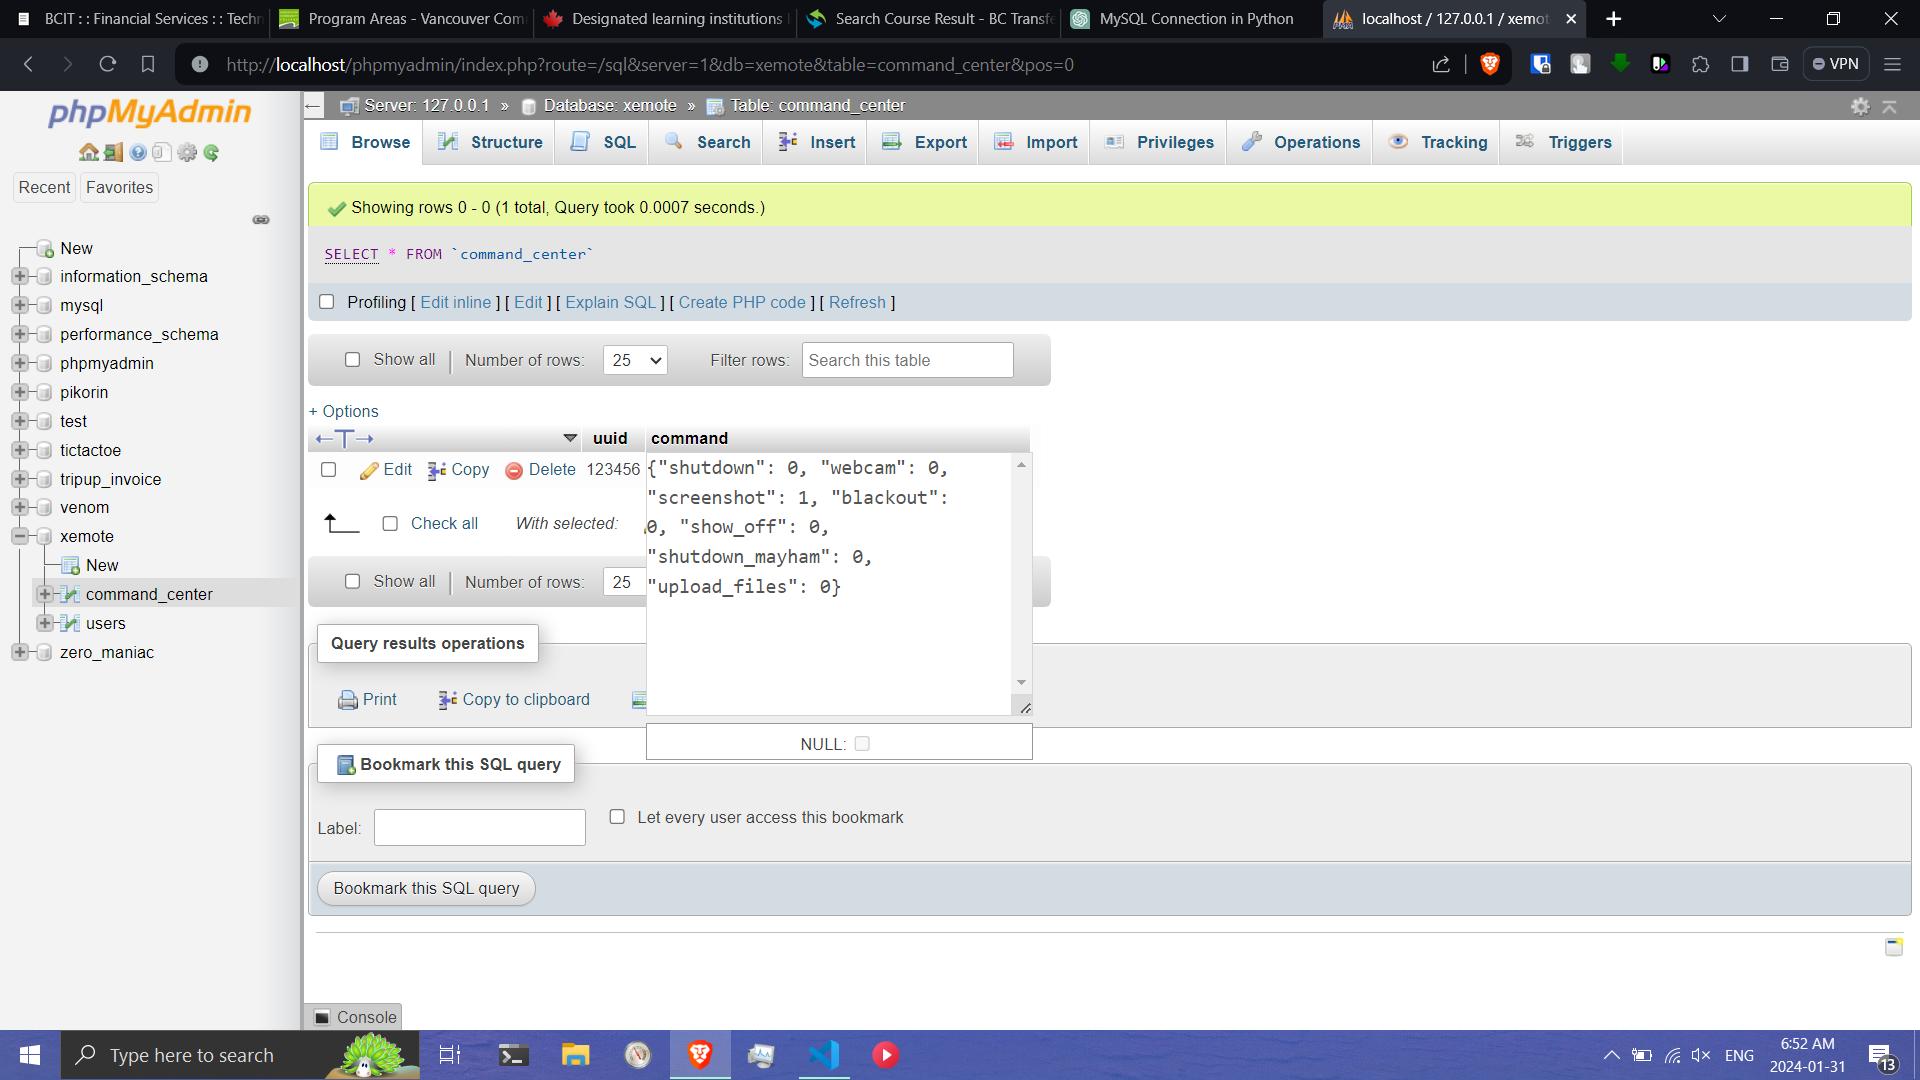 BCIT : : Financial Services : : Techn
Program Areas - Vancouver Com
Designated learning institutions
Search Course Result - BC Transfe
MySQL Connection in Python
localhost / 127.0.0.1 / xemot
http://localhost/phpmyadmin/index.php?route=/sql&server=1&db=xemote&table=command_center&pos=0
VPN
phpMyAdmin
Recent
Favorites
New
information_schema
mysql
performance_schema
phpmyadmin
pikorin
test
tictactoe
tripup_invoice
venom
xemote
New
command_center
users
zero_maniac
Server: 127.0.0.1 » Database: xemote » Table: command_center
Browse
Structure
SQL
Search
Insert
Export
Import
Privileges
Operations
Tracking
Triggers
Showing rows 0 - 0 (1 total, Query took 0.0007 seconds.)
SELECT * FROM `command_center`
Profiling [ Edit inline ] [ Edit ] [ Explain SQL ] [ Create PHP code ] [ Refresh ]
Show all
Number of rows: 25
Filter rows: Search this table
+ Options
uuid command
Edit Copy Delete 123456
{"shutdown": 0, "webcam": 0,
"screenshot": 1, "blackout":
0, "show_off": 0,
"shutdown_mayham": 0,
"upload_files": 0}
NULL:
Check all With selected:
Show all Number of rows: 25
Query results operations
Print
Copy to clipboard
Bookmark this SQL query
Label:
Let every user access this bookmark
Bookmark this SQL query
Console
Type here to search
ENG
6:52 AM
2024-01-31
13